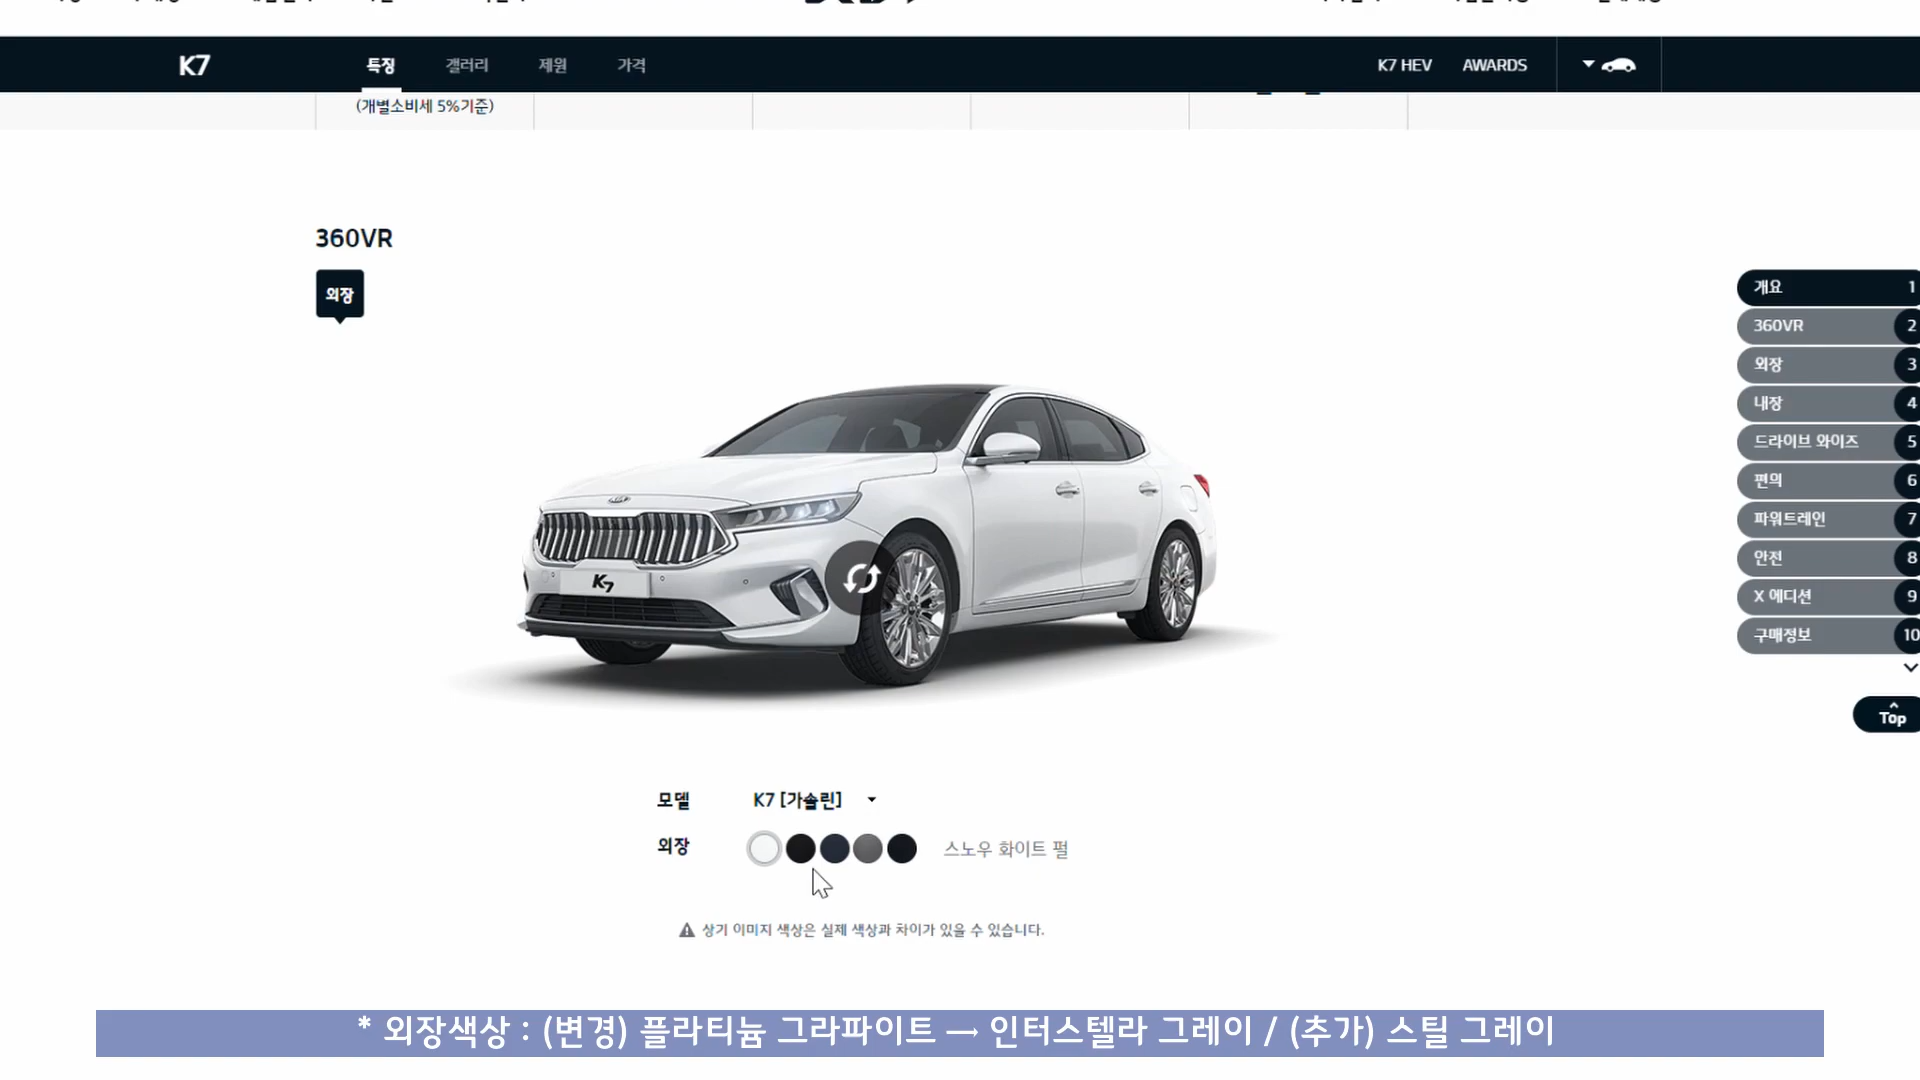 K7
특징
갤러리
제원
가격
K7 HEV
AWARDS
(개별소비세 5%기준)
360VR
외장
개요 1
360VR 2
외장 3
내장 4
드라이브 와이즈 5
편의 6
파워트레인 7
안전 8
X 에디션 9
구매정보 10
Top
K7
모델 K7 [가솔린]
외장 스노우 화이트 펄
상기 이미지 색상은 실제 색상과 차이가 있을 수 있습니다.
* 외장색상 : (변경) 플라티늄 그라파이트 → 인터스텔라 그레이 / (추가) 스틸 그레이